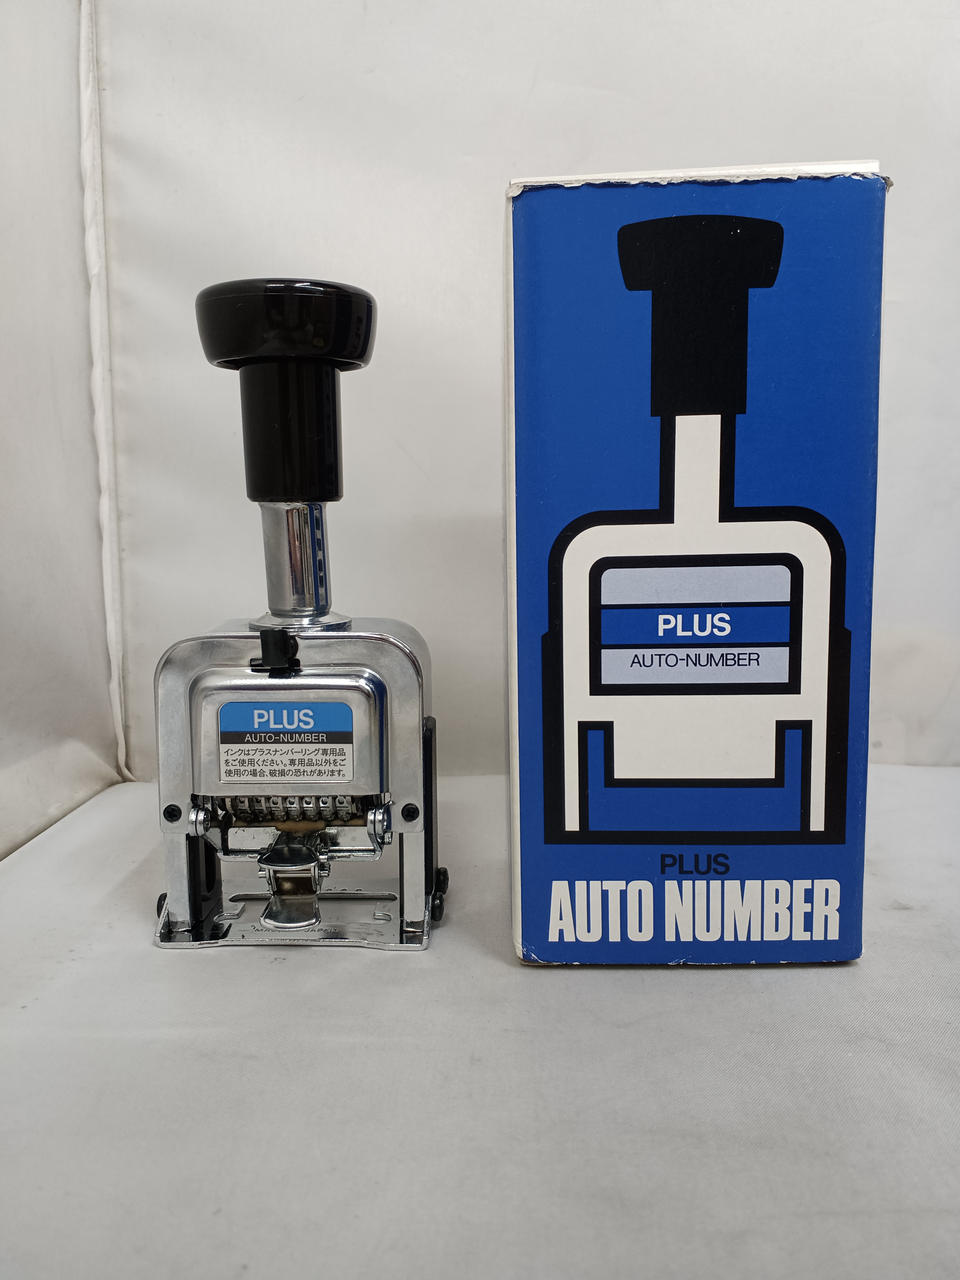 PLUS
AUTO-NUMBER
インクはプラスナンバーリング専用品
をご使用ください。専用品以外をご
使用の場合、破損の恐れがあります。
PLUS
AUTO-NUMBER
PLUS
AUTO NUMBER